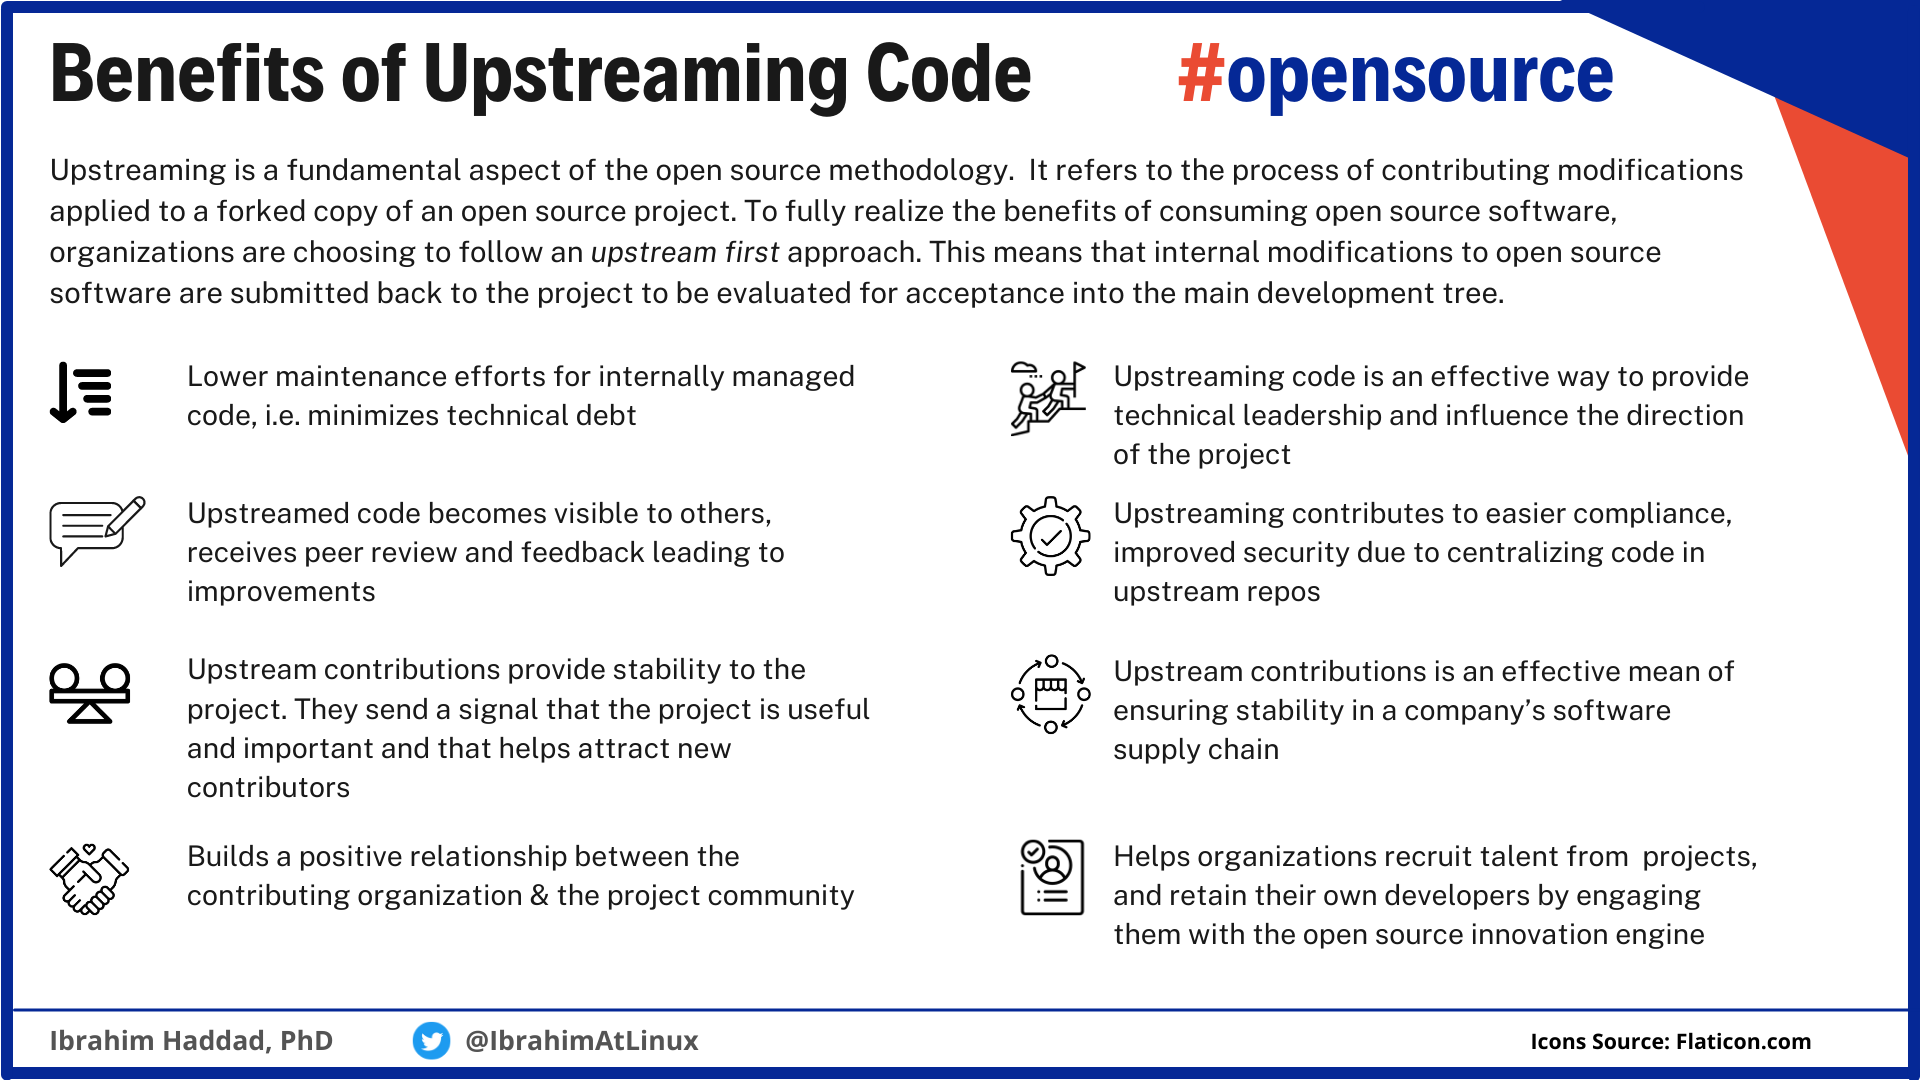 Benefits of Upstreaming Code
#opensource
Upstreaming is a fundamental aspect of the open source methodology.  It refers to the process of contributing modifications
applied to a forked copy of an open source project. To fully realize the benefits of consuming open source software,
organizations are choosing to follow an upstream first approach. This means that internal modifications to open source
software are submitted back to the project to be evaluated for acceptance into the main development tree.
Lower maintenance efforts for internally managed
code, i.e. minimizes technical debt
Upstreamed code becomes visible to others,
receives peer review and feedback leading to
improvements
Upstream contributions provide stability to the
project. They send a signal that the project is useful
and important and that helps attract new
contributors
Builds a positive relationship between the
contributing organization & the project community
Upstreaming code is an effective way to provide
technical leadership and influence the direction
of the project
Upstreaming contributes to easier compliance,
improved security due to centralizing code in
upstream repos
Upstream contributions is an effective mean of
ensuring stability in a company’s software
supply chain
Helps organizations recruit talent from  projects,
and retain their own developers by engaging
them with the open source innovation engine
Ibrahim Haddad, PhD
@IbrahimAtLinux
Icons Source: Flaticon.com